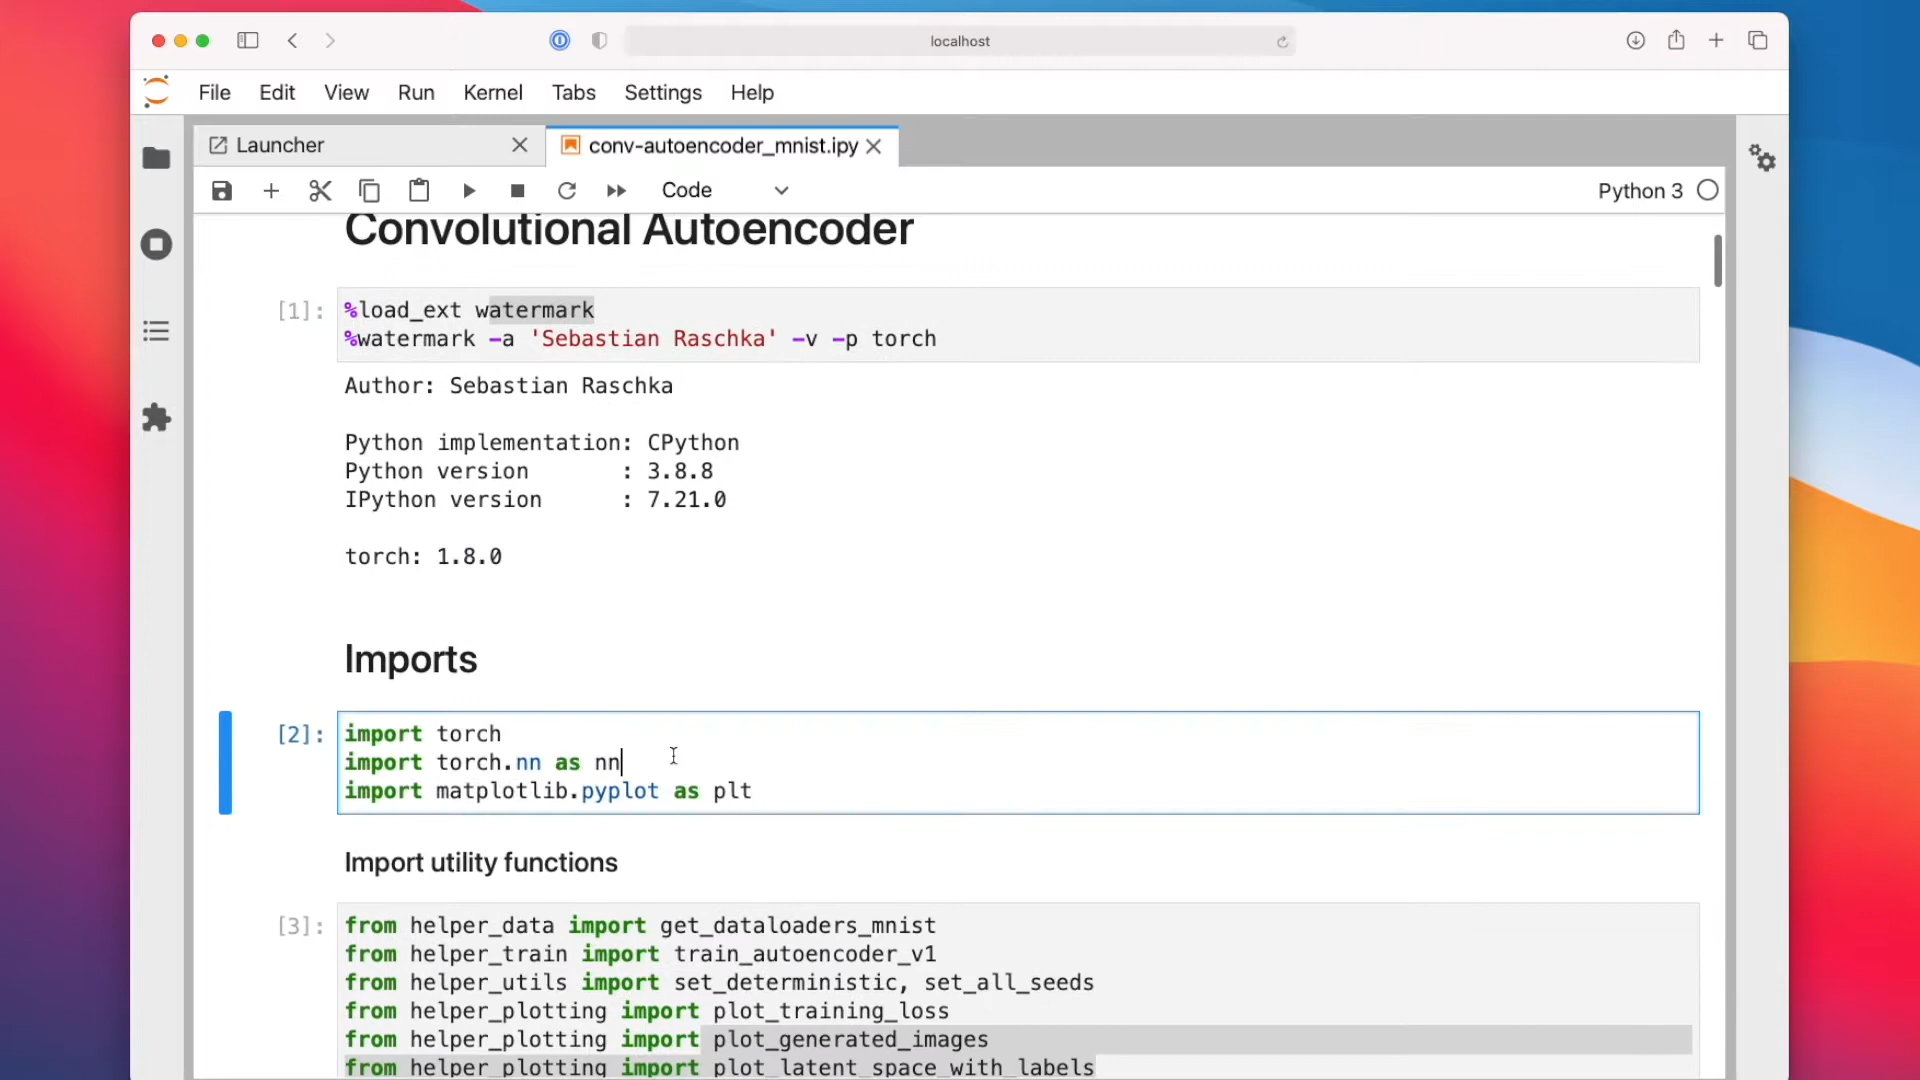 localhost
File Edit View Run Kernel Tabs Settings Help
Launcher conv-autoencoder_mnist.ipy
Code Python 3
Convolutional Autoencoder
[1]: %load_ext watermark
%watermark -a 'Sebastian Raschka' -v -p torch
Author: Sebastian Raschka
Python implementation: CPython
Python version       : 3.8.8
IPython version      : 7.21.0
torch: 1.8.0
Imports
[2]: import torch
import torch.nn as nn
import matplotlib.pyplot as plt
Import utility functions
[3]: from helper_data import get_dataloaders_mnist
from helper_train import train_autoencoder_v1
from helper_utils import set_deterministic, set_all_seeds
from helper_plotting import plot_training_loss
from helper_plotting import plot_generated_images
from helper_plotting import plot_latent_space_with_labels